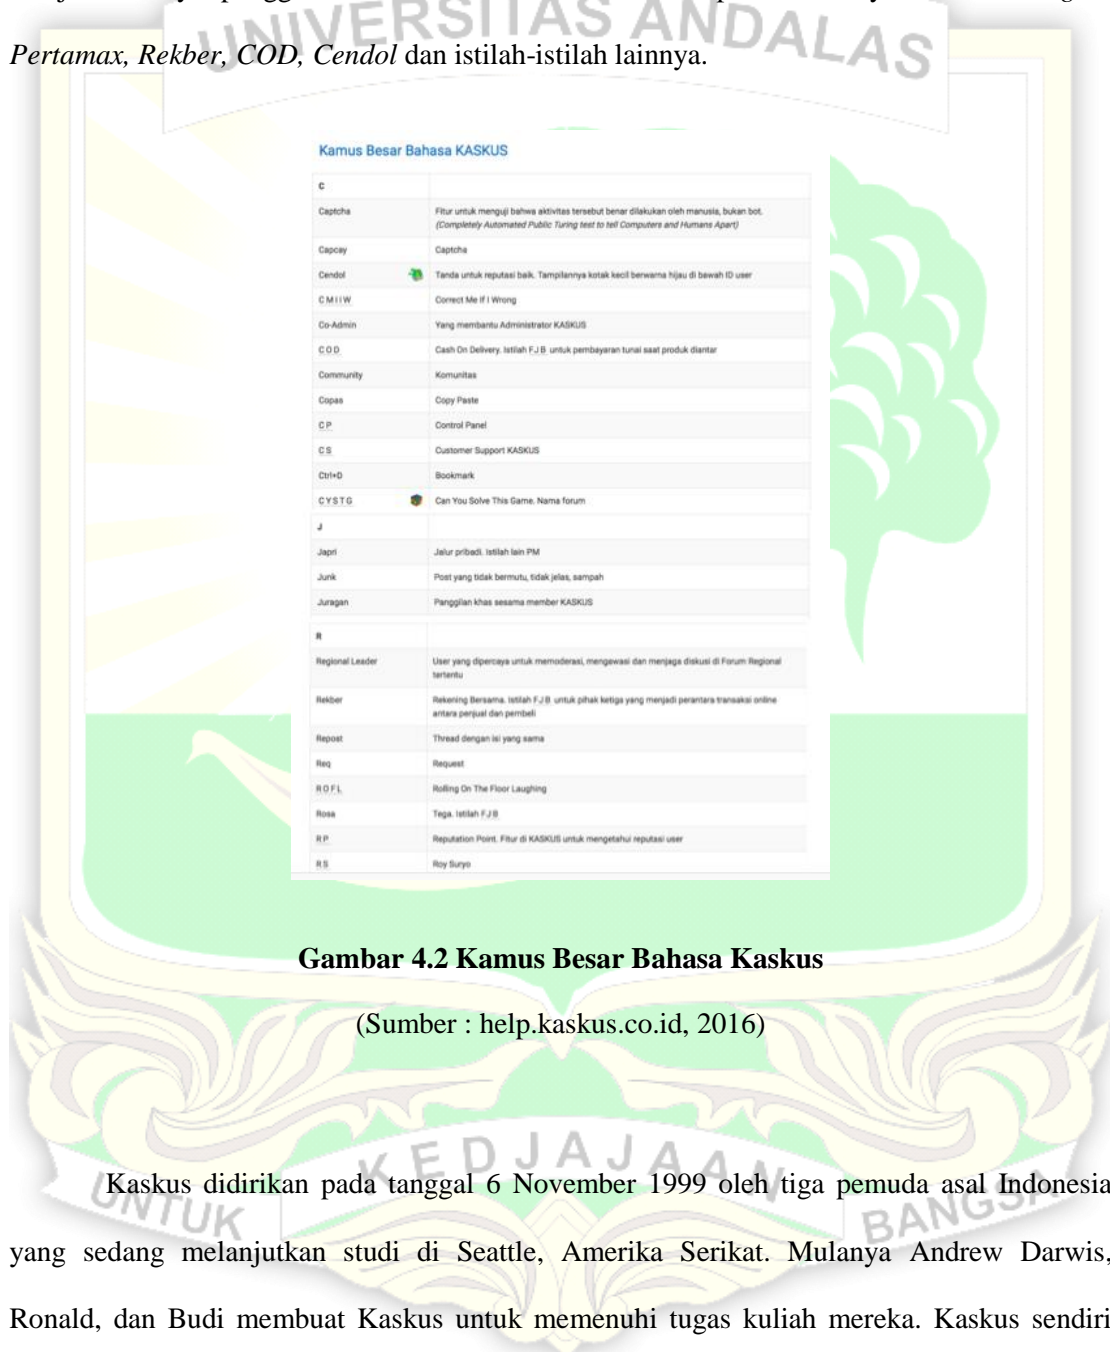 UNIVERSITAS ANDALAS
Pertamax, Rekber, COD, Cendol dan istilah-istilah lainnya.
Kamus Besar Bahasa KASKUS
C
Captcha Fitur untuk menguji bahwa aktivitas tersebut benar dilakukan oleh manusia, bukan bot.
(Completely Automated Public Turing test to tell Computers and Humans Apart)
Capcay Captcha
Cendol Tanda untuk reputasi baik. Tampilannya kotak kecil berwarna hijau di bawah ID user
CMIIW Correct Me If I Wrong
Co-Admin Yang membantu Administrator KASKUS
COD Cash On Delivery. Istilah FJB untuk pembayaran tunai saat produk diantar
Community Komunitas
Copas Copy Paste
CP Control Panel
CS Customer Support KASKUS
Ctrl+D Bookmark
CYSTG Can You Solve This Game. Nama forum
J
Japri Jalur pribadi. Istilah lain PM
Junk Post yang tidak bermutu, tidak jelas, sampah
Juragan Panggilan khas sesama member KASKUS
R
Regional Leader User yang dipercaya untuk memoderasi, mengawasi dan menjaga diskusi di Forum Regional
tertentu
Rekber Rekening Bersama. Istilah FJB untuk pihak ketiga yang menjadi perantara transaksi online
antara penjual dan pembeli
Repost Thread dengan isi yang sama
Req Request
ROFL Rolling On The Floor Laughing
Rosa Tega. Istilah FJB
RP Reputation Point. Fitur di KASKUS untuk mengetahui reputasi user
RS Roy Suryo
Gambar 4.2 Kamus Besar Bahasa Kaskus
(Sumber : help.kaskus.co.id, 2016)
UNTUK KEDJAJAAN BANGSA
Kaskus didirikan pada tanggal 6 November 1999 oleh tiga pemuda asal Indonesia
yang sedang melanjutkan studi di Seattle, Amerika Serikat. Mulanya Andrew Darwis,
Ronald, dan Budi membuat Kaskus untuk memenuhi tugas kuliah mereka. Kaskus sendiri